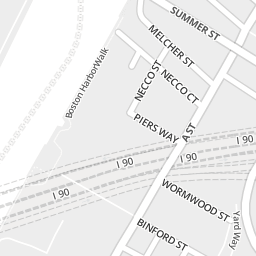 SUMMER ST
MELCHER ST
Boston HarborWalk
NECCO ST
NECCO CT
PIERS WAY
A ST
I 90
I 90
I 90
I 90
WORMWOOD ST
Yard Way
BINFORD ST